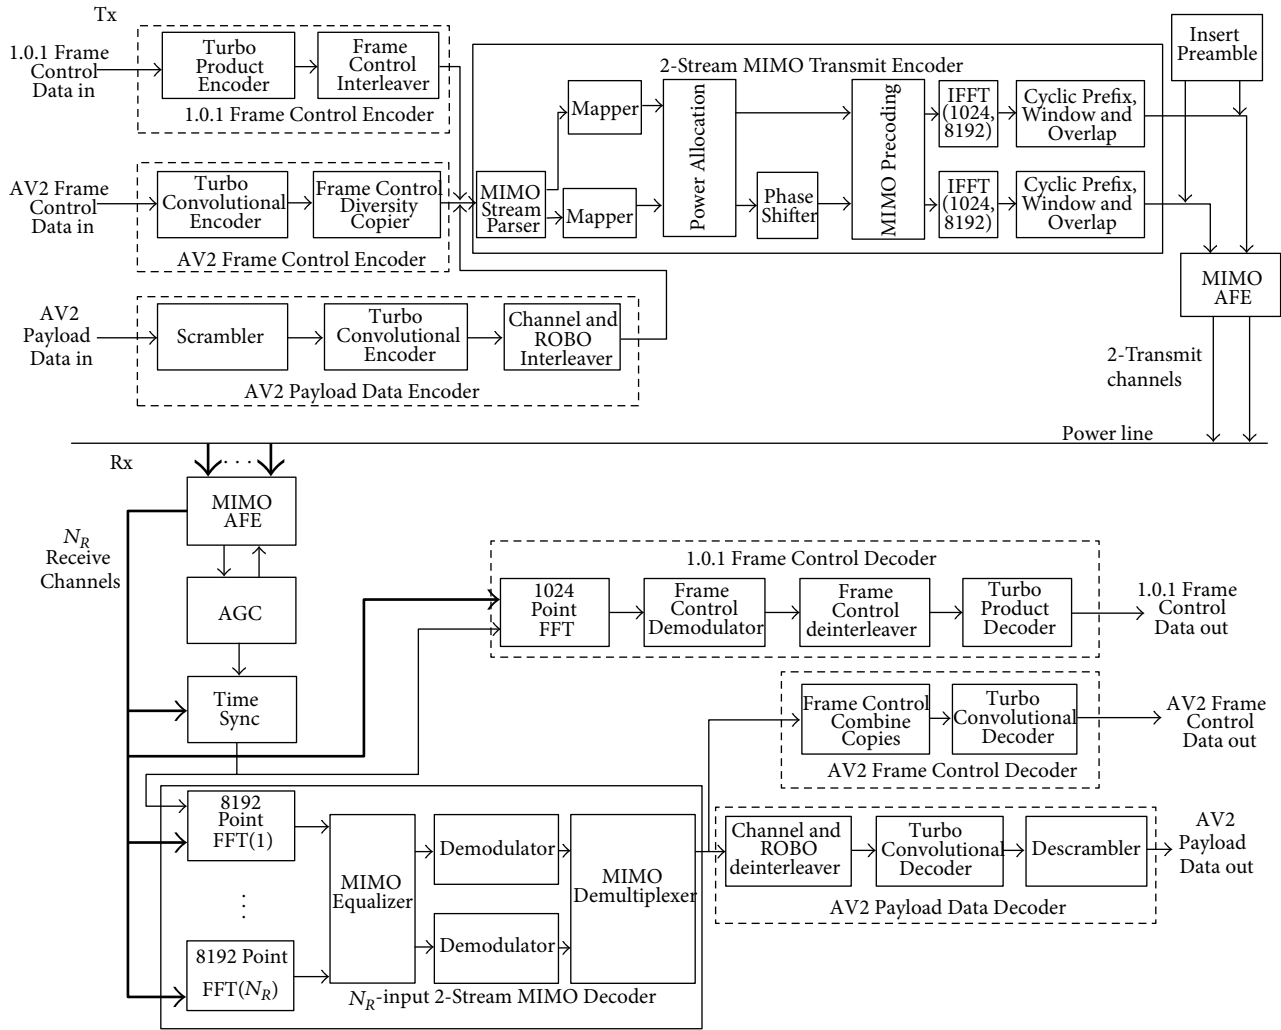 Tx
1.0.1 Frame
Control
Data in
Turbo
Product
Encoder
Frame
Control
Interleaver
1.0.1 Frame Control Encoder
AV2 Frame
Control
Data in
Turbo
Convolutional
Encoder
Frame Control
Diversity
Copier
AV2 Frame Control Encoder
AV2
Payload
Data in
Scrambler
Turbo
Convolutional
Encoder
Channel and
ROBO
Interleaver
AV2 Payload Data Encoder
2-Stream MIMO Transmit Encoder
MIMO
Stream
Parser
Mapper
Mapper
Power Allocation
Phase
Shifter
MIMO Precoding
IFFT
(1024,
8192)
Cyclic Prefix,
Window and
Overlap
IFFT
(1024,
8192)
Cyclic Prefix,
Window and
Overlap
Insert
Preamble
MIMO
AFE
2-Transmit
channels
Power line
Rx
. . .
MIMO
AFE
N_R
Receive
Channels
AGC
Time
Sync
1.0.1 Frame Control Decoder
1024
Point
FFT
Frame
Control
Demodulator
Frame
Control
deinterleaver
Turbo
Product
Decoder
1.0.1 Frame
Control
Data out
Frame Control
Combine
Copies
Turbo
Convolutional
Decoder
AV2 Frame Control Decoder
AV2 Frame
Control
Data out
8192
Point
FFT(1)
. . .
8192 Point
FFT(N_R)
MIMO
Equalizer
Demodulator
Demodulator
MIMO
Demultiplexer
N_R-input 2-Stream MIMO Decoder
Channel and
ROBO
deinterleaver
Turbo
Convolutional
Decoder
Descrambler
AV2 Payload Data Decoder
AV2
Payload
Data out